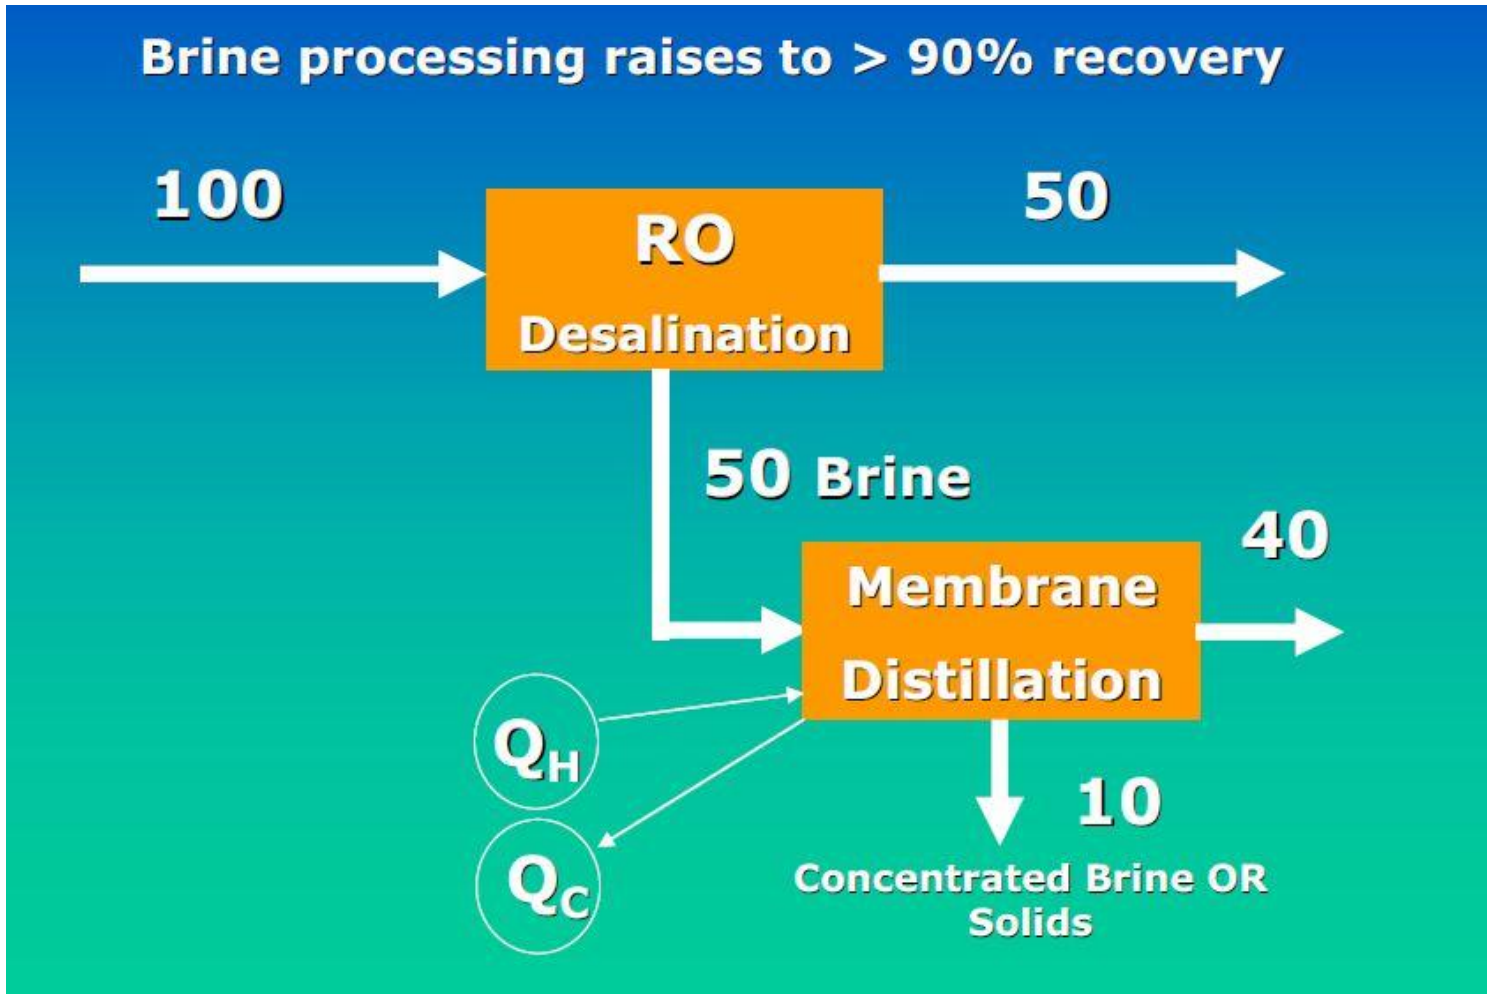 Brine processing raises to > 90% recovery
100
RO
Desalination
50
50 Brine
Membrane
Distillation
40
QH
QC
10
Concentrated Brine OR
Solids